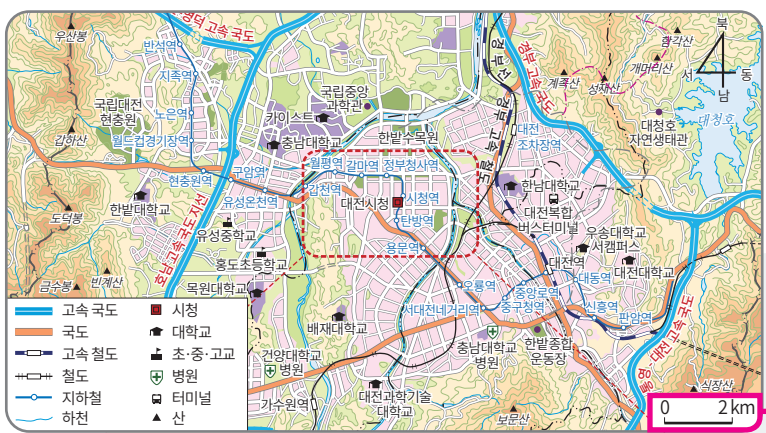 영덕 고속 국도
우산봉
반석역
지족역
국립대전
현충원
노은역
월드컵경기장역
갑하산
국립중앙
과학관
카이스트
충남대학교
한밭수목원
경부선
경부 고속 철도
경부 고속 국도
대전
조차장역
계족산
성재산
개머리산
함각산
북
서
동
남
대청호
대청호
자연생태관
현충원역
구암역
유성온천역
월평역
갈마역
정부청사역
갑천역
대전시청
시청역
탄방역
용문역
한밭대학교
도덕봉
유성중학교
홍도초등학교
호남 고속 국도 지선
한남대학교
대전복합
버스터미널
우송대학교
서캠퍼스
대전역
대전대학교
대동역
금수봉
빈계산
목원대학교
오룡역
중앙로역
중구청역
서대전네거리역
신흥역
판암역
배재대학교
건양대학교
병원
충남대학교
병원
한밭종합
운동장
통영·대전 고속 국도
가수원역
대전과학기술
대학교
보문산
식장산
고속 국도
국도
고속 철도
철도
지하철
하천
시청
대학교
초·중·고교
병원
터미널
산
0 2km